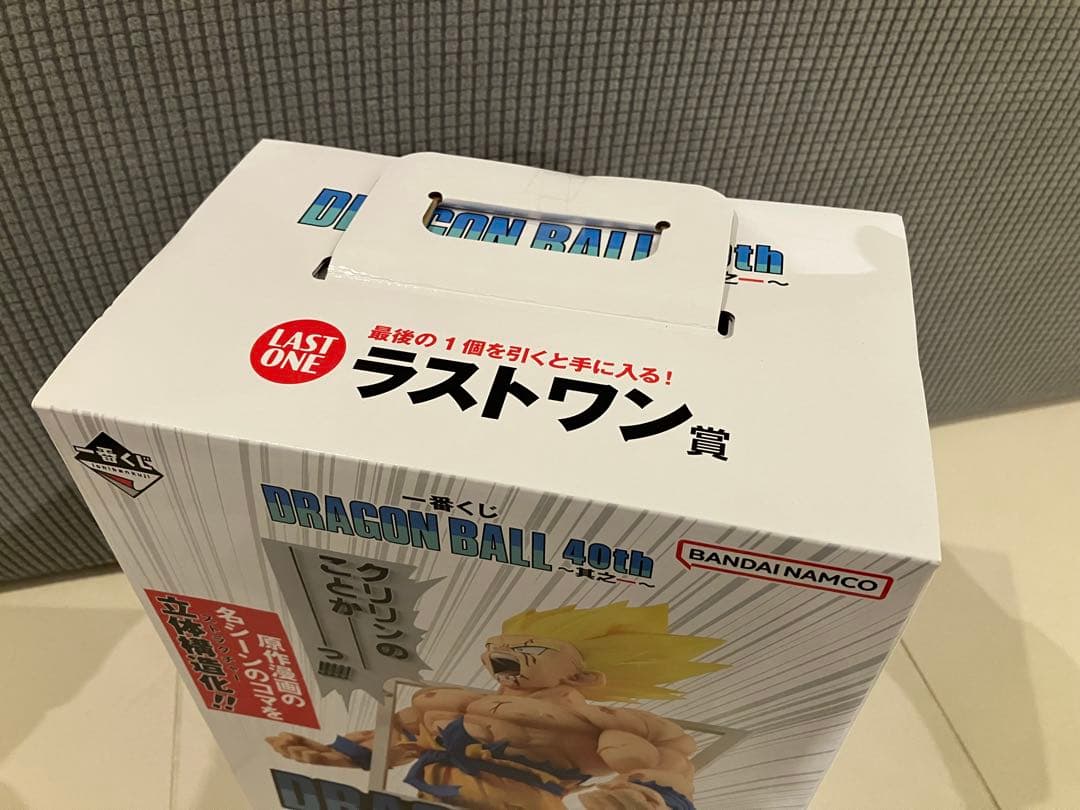 DRAGON BALL 40th
LAST
ONE
最後の1個を引くと手に入る!
ラストワン賞
一番くじ
ichibankuji
一番くじ
DRAGON BALL 40th
~其之一~
BANDAI NAMCO
クリリンの
ことか――っ!!!!!
原作漫画の
名シーンのコマを
立体構造化!!